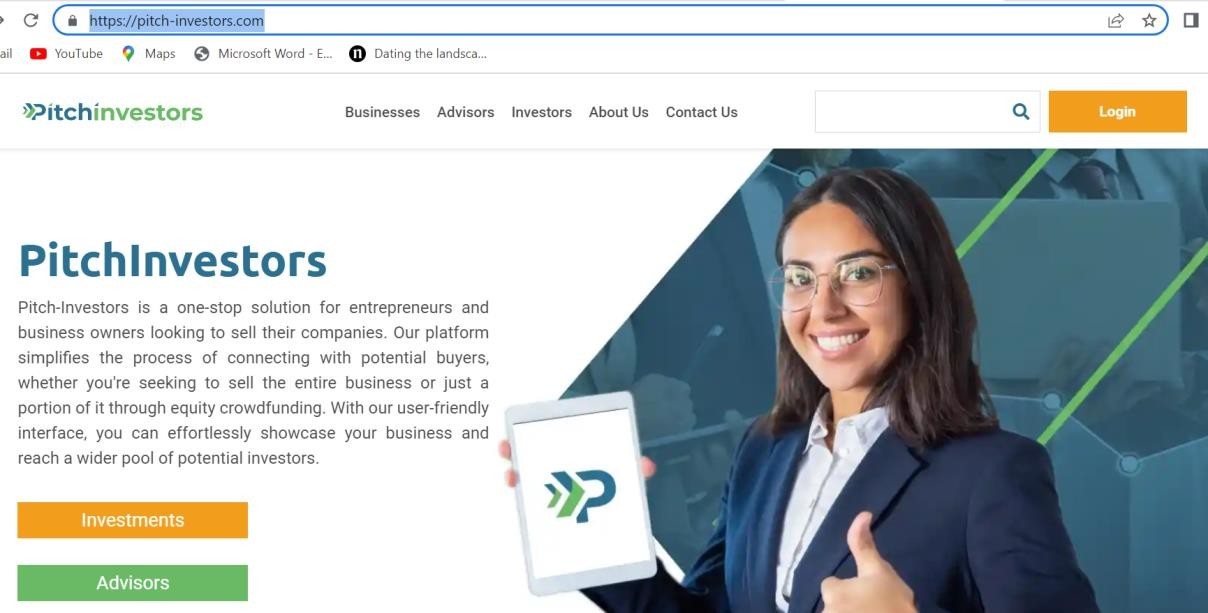 https://pitch-investors.com
ail YouTube Maps Microsoft Word - E... n Dating the landsca...
Pitchinvestors Businesses Advisors Investors About Us Contact Us Login
PitchInvestors
Pitch-Investors is a one-stop solution for entrepreneurs and
business owners looking to sell their companies. Our platform
simplifies the process of connecting with potential buyers,
whether you're seeking to sell the entire business or just a
portion of it through equity crowdfunding. With our user-friendly
interface, you can effortlessly showcase your business and
reach a wider pool of potential investors.
P
Investments
Advisors